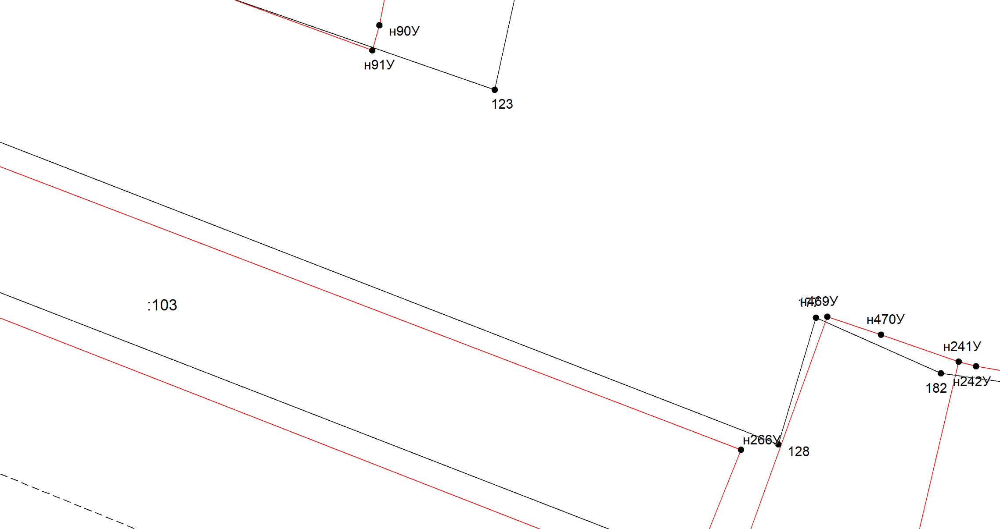 н90У
н91У
123
:103
н469У
н470У
н241У
н242У
182
н266У
128